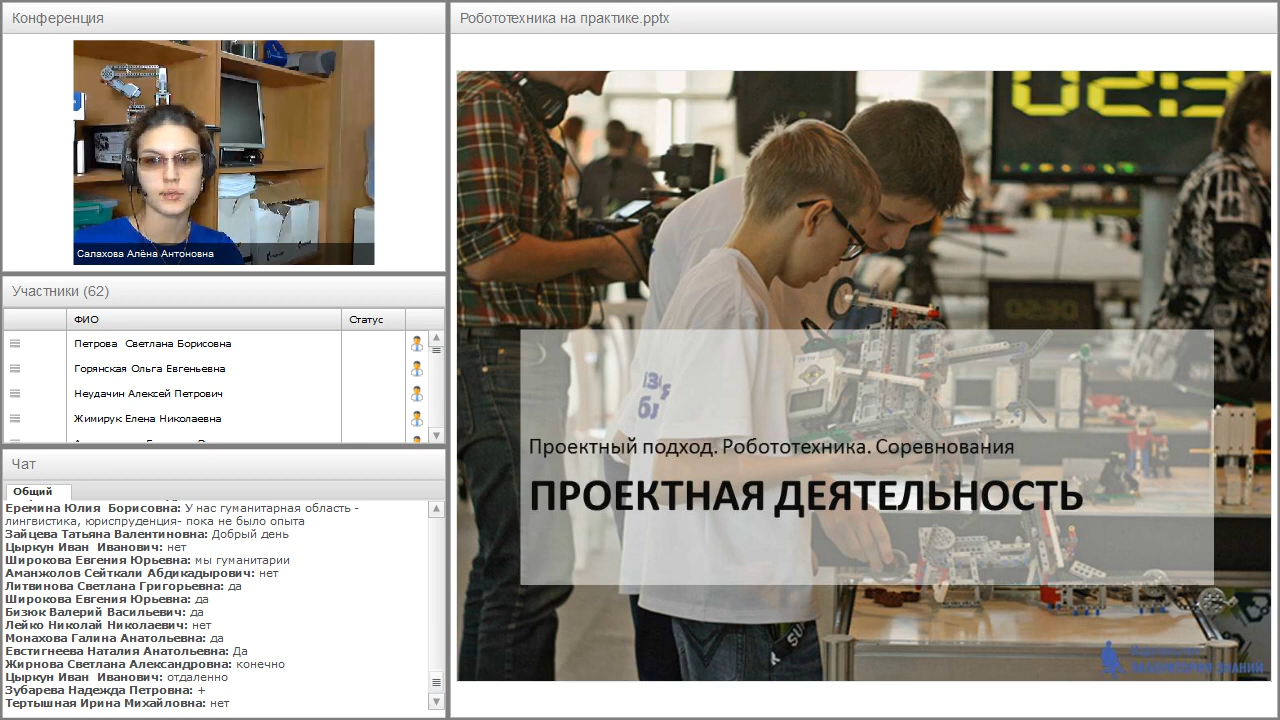 Конференция
Салахова Алёна Антоновна
Участники (62)
ФИО
Статус
Петрова Светлана Борисовна
Горянская Ольга Евгеньевна
Неудачин Алексей Петрович
Жимирук Елена Николаевна
Чат
Общий
Еремина Юлия Борисовна: У нас гуманитарная область -
лингвистика, юриспруденция- пока не было опыта
Зайцева Татьяна Валентиновна: Добрый день
Цыркун Иван Иванович: нет
Широкова Евгения Юрьевна: мы гуманитарии
Аманжолов Сейткали Абдикадырович: нет
Литвинова Светлана Григорьевна: да
Широкова Евгения Юрьевна: да
Бизюк Валерий Васильевич: да
Лейко Николай Николаевич: нет
Монахова Галина Анатольевна: да
Евстигнеева Наталия Анатольевна: Да
Жирнова Светлана Александровна: конечно
Цыркун Иван Иванович: отдаленно
Зубарева Надежда Петровна: +
Тертышная Ирина Михайловна: нет
Робототехника на практике.pptx
Проектный подход. Робототехника. Соревнования
ПРОЕКТНАЯ ДЕЯТЕЛЬНОСТЬ